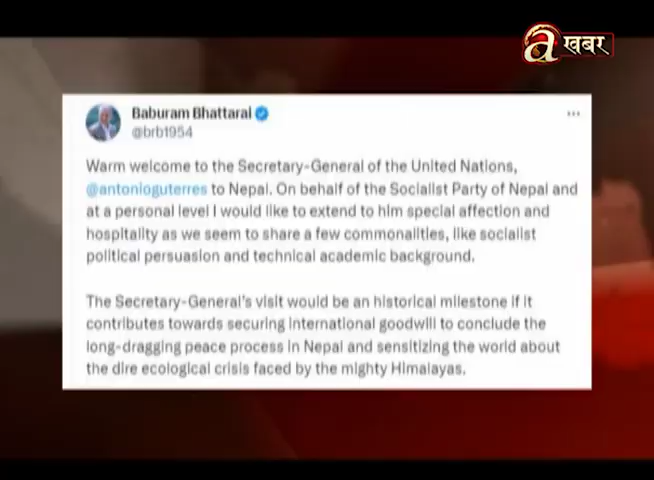 a खबर
Baburam Bhattarai
@brb1954
Warm welcome to the Secretary-General of the United Nations,
@antonioguterres to Nepal. On behalf of the Socialist Party of Nepal and
at a personal level I would like to extend to him special affection and
hospitality as we seem to share a few commonalities, like socialist
political persuasion and technical academic background.
The Secretary-General's visit would be an historical milestone if it
contributes towards securing international goodwill to conclude the
long-dragging peace process in Nepal and sensitizing the world about
the dire ecological crisis faced by the mighty Himalayas.